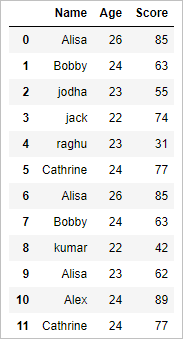 Name Age Score
0 Alisa 26 85
1 Bobby 24 63
2 jodha 23 55
3 jack 22 74
4 raghu 23 31
5 Cathrine 24 77
6 Alisa 26 85
7 Bobby 24 63
8 kumar 22 42
9 Alisa 23 62
10 Alex 24 89
11 Cathrine 24 77